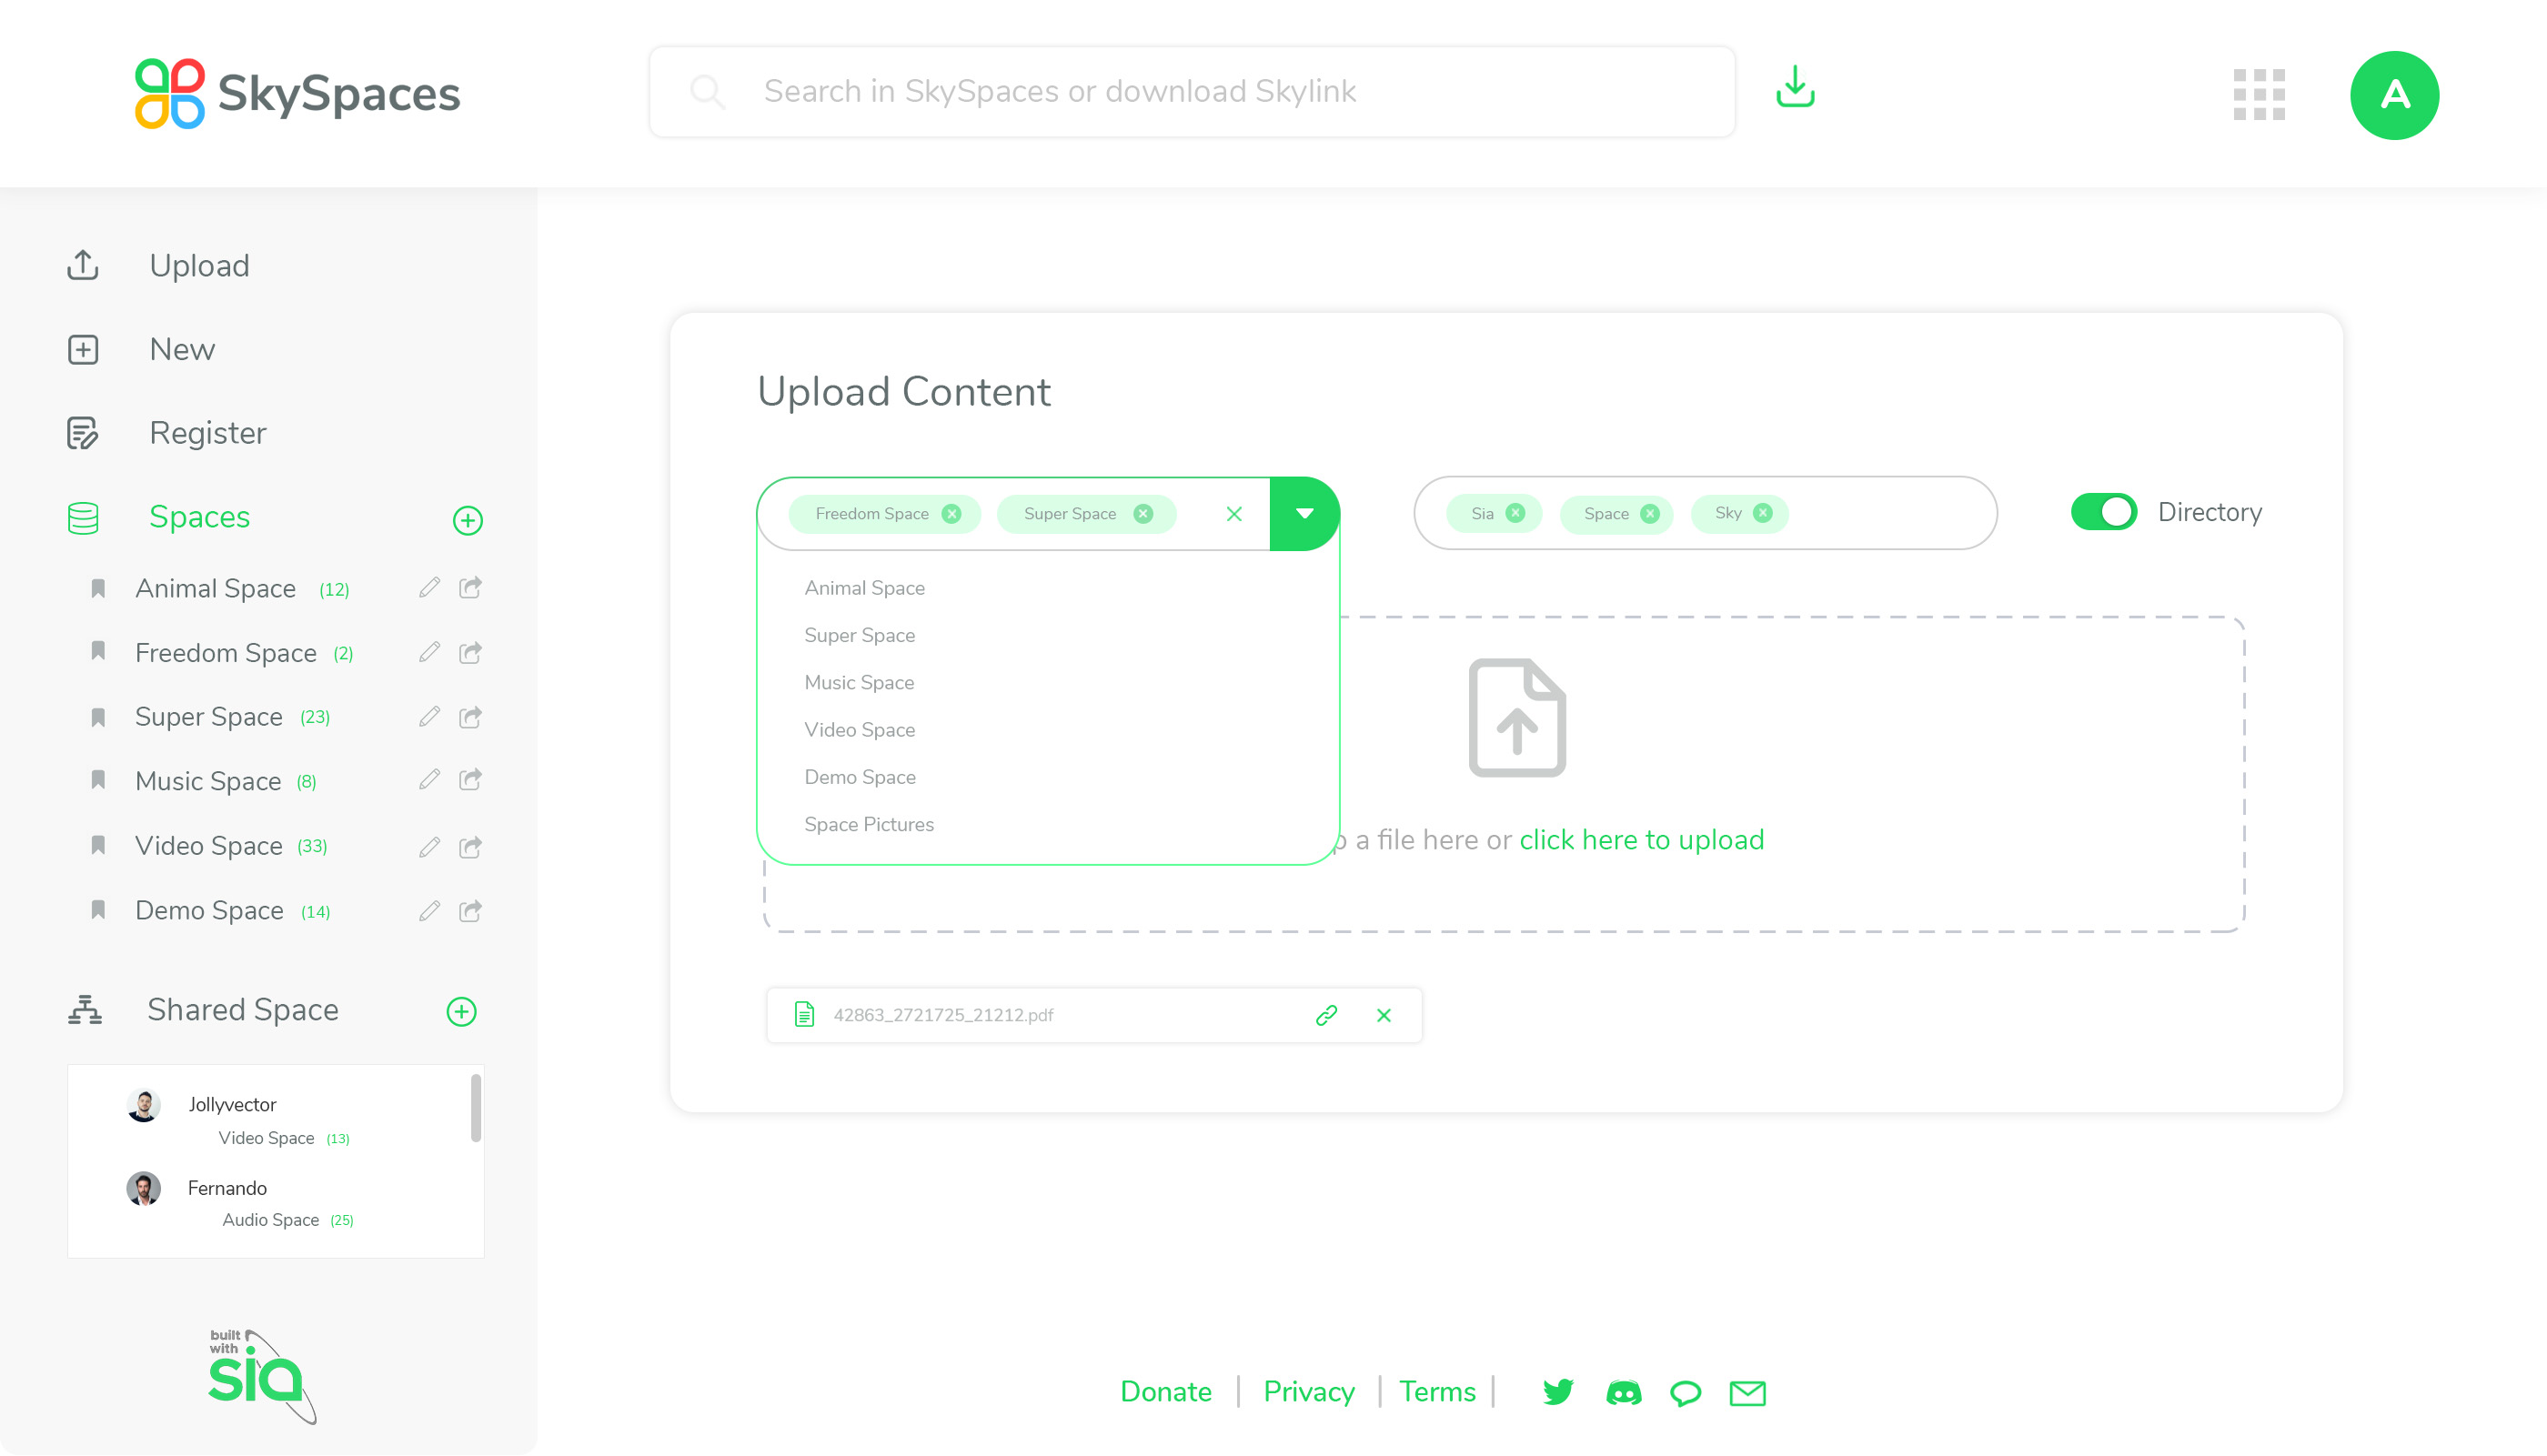 SkySpaces
Search in SkySpaces or download Skylink
A
Upload
New
Register
Spaces
Animal Space (12)
Freedom Space (2)
Super Space (23)
Music Space (8)
Video Space (33)
Demo Space (14)
Shared Space
Jollyvector
Video Space (13)
Fernando
Audio Space (25)
built
with
sia
Upload Content
Freedom Space
Super Space
Sia
Space
Sky
Directory
Animal Space
Super Space
Music Space
Video Space
Demo Space
Space Pictures
a file here or click here to upload
42863_2721725_21212.pdf
Donate | Privacy | Terms |